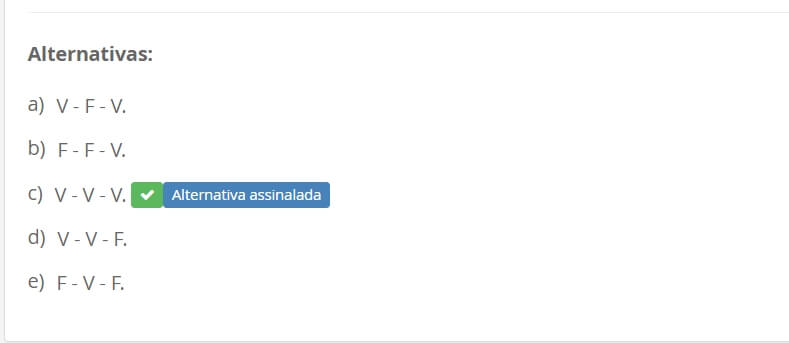 Alternativas:
a) V - F - V.
b) F - F - V.
c) V - V - V. Alternativa assinalada
d) V - V - F.
e) F - V - F.